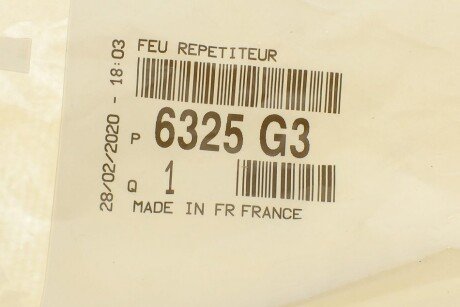 FEU REPETITEUR
P 6325 G3
Q 1
MADE IN FR FRANCE
28/02/2020 - 18:03